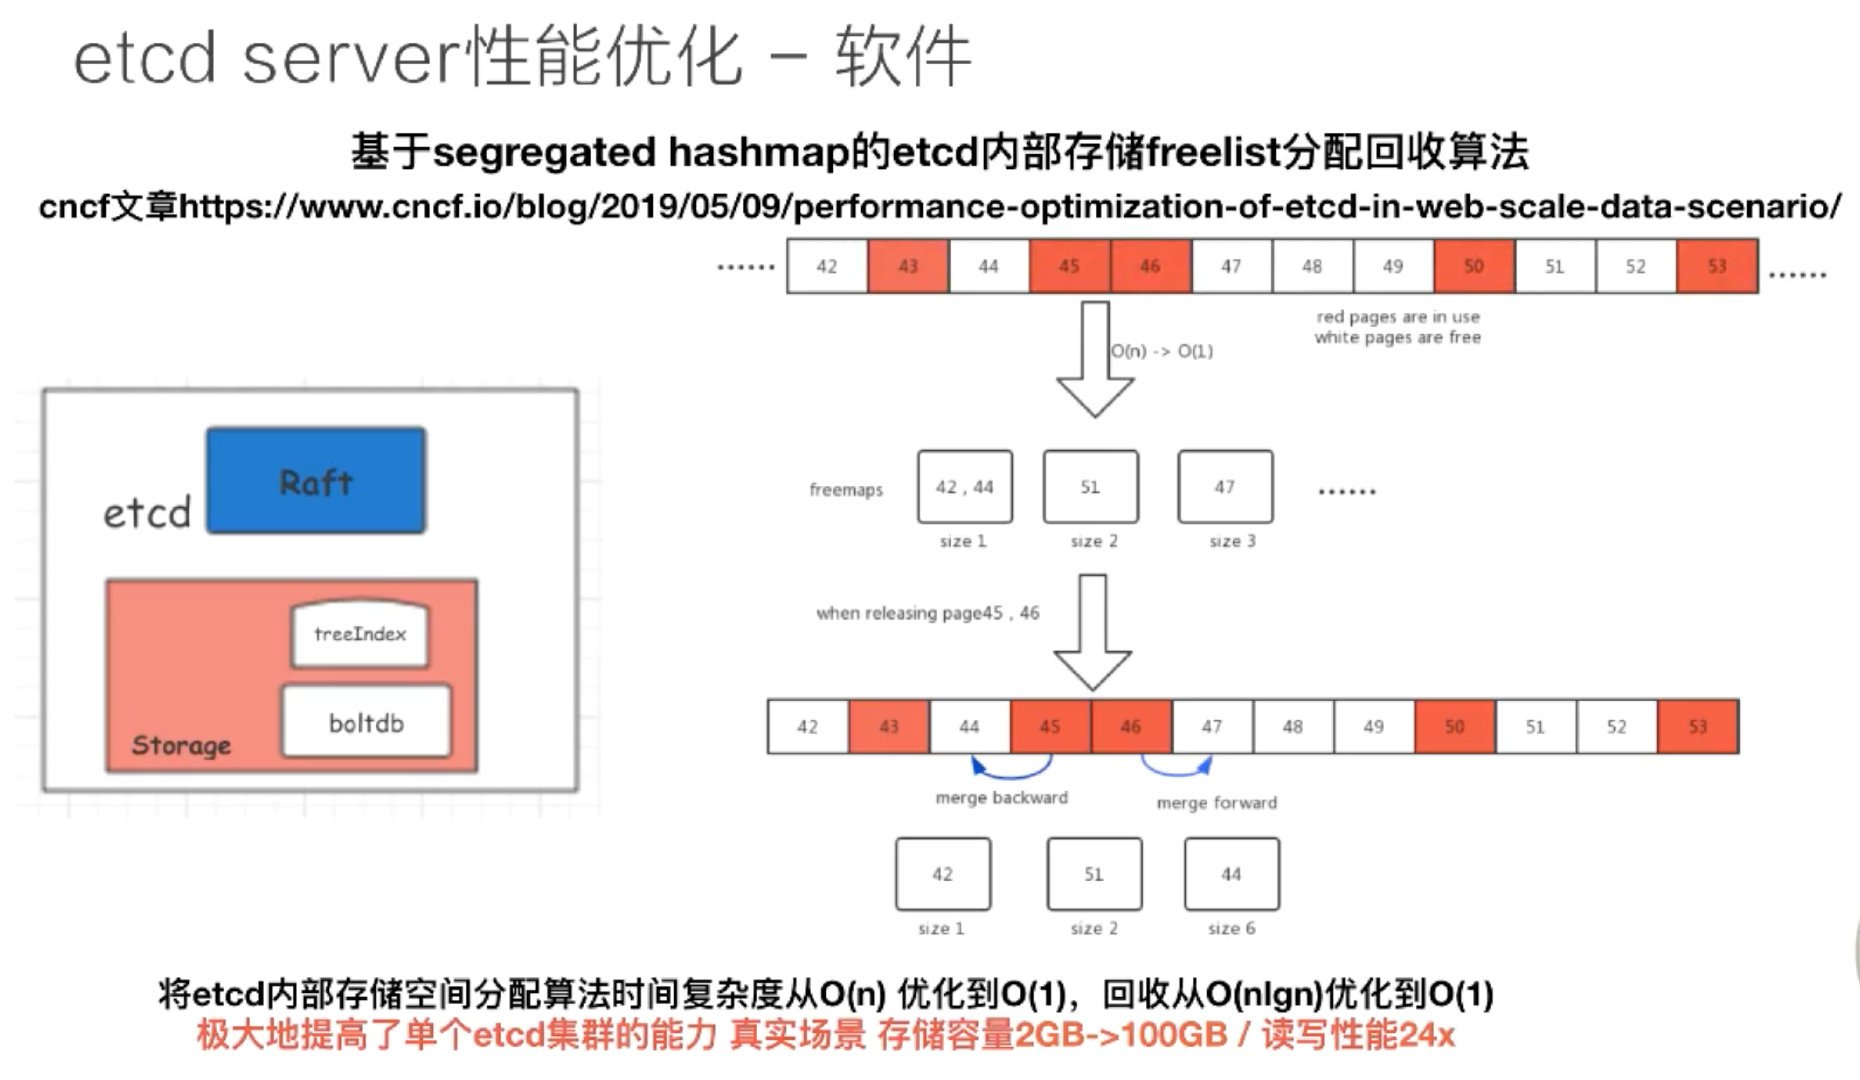 etcd server性能优化 – 软件
基于segregated hashmap的etcd内部存储freelist分配回收算法
cncf文章https://www.cncf.io/blog/2019/05/09/performance-optimization-of-etcd-in-web-scale-data-scenario/
...... 42 43 44 45 46 47 48 49 50 51 52 53 ......
red pages are in use
white pages are free
O(n) -> O(1)
etcd
Raft
treeIndex
boltdb
Storage
freemaps
42 , 44
51
47
......
size 1
size 2
size 3
when releasing page45 , 46
42 43 44 45 46 47 48 49 50 51 52 53
merge backward
merge forward
42
51
44
size 1
size 2
size 6
将etcd内部存储空间分配算法时间复杂度从O(n) 优化到O(1)，回收从O(nlgn)优化到O(1)
极大地提高了单个etcd集群的能力 真实场景 存储容量2GB->100GB / 读写性能24x